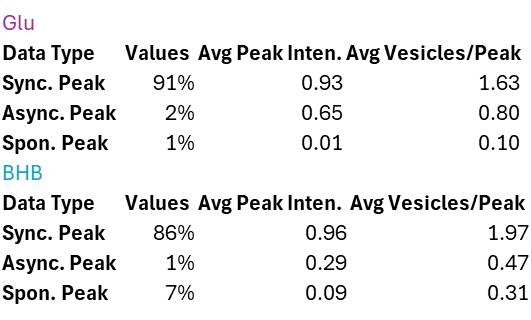 Glu
Data Type Values Avg Peak Inten. Avg Vesicles/Peak
Sync. Peak 91% 0.93 1.63
Async. Peak 2% 0.65 0.80
Spon. Peak 1% 0.01 0.10
BHB
Data Type Values Avg Peak Inten. Avg Vesicles/Peak
Sync. Peak 86% 0.96 1.97
Async. Peak 1% 0.29 0.47
Spon. Peak 7% 0.09 0.31